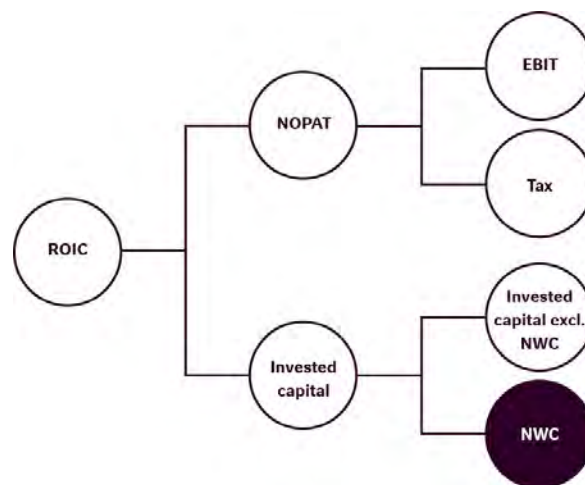 EBIT
NOPAT
Tax
ROIC
Invested
capital excl.
NWC
Invested
capital
NWC